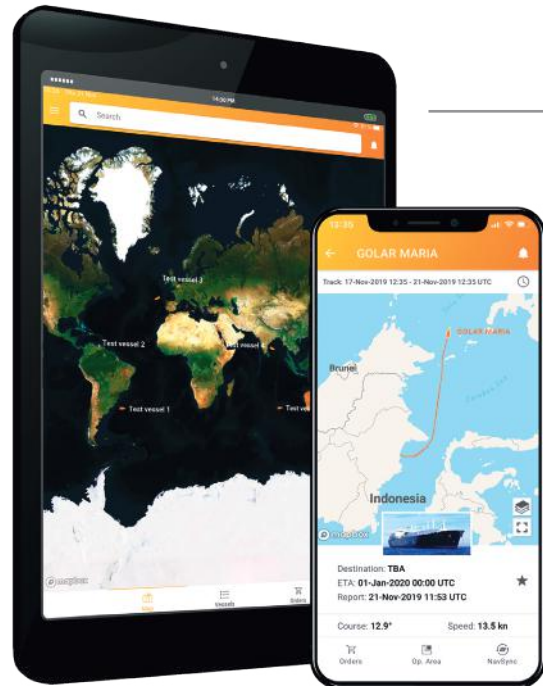 14:30 PM
Search
Test vessel 3
Test vessel 2
Test vessel 4
Test vessel 1
Test ve
mapbox
Map
Vessels
Orders
12:35
GOLAR MARIA
Track: 17-Nov-2019 12:35 - 21-Nov-2019 12:35 UTC
GOLAR MARIA
Brunei
Indonesia
mapbox
Destination: TBA
ETA: 01-Jan-2020 00:00 UTC
Report: 21-Nov-2019 11:53 UTC
Course: 12.9° Speed: 13.5 kn
Orders Op. Area NavSync